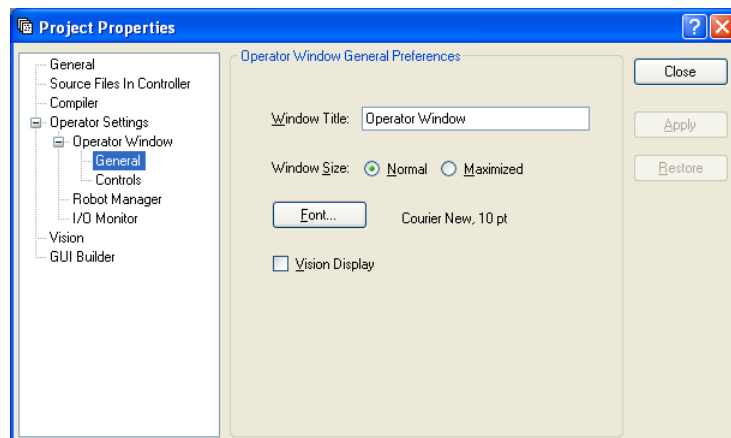 Project Properties
General
Source Files In Controller
Compiler
Operator Settings
Operator Window
General
Controls
Robot Manager
I/O Monitor
Vision
GUI Builder
Operator Window General Preferences
Window Title: Operator Window
Window Size: Normal Maximized
Font... Courier New, 10 pt
Vision Display
Close
Apply
Restore